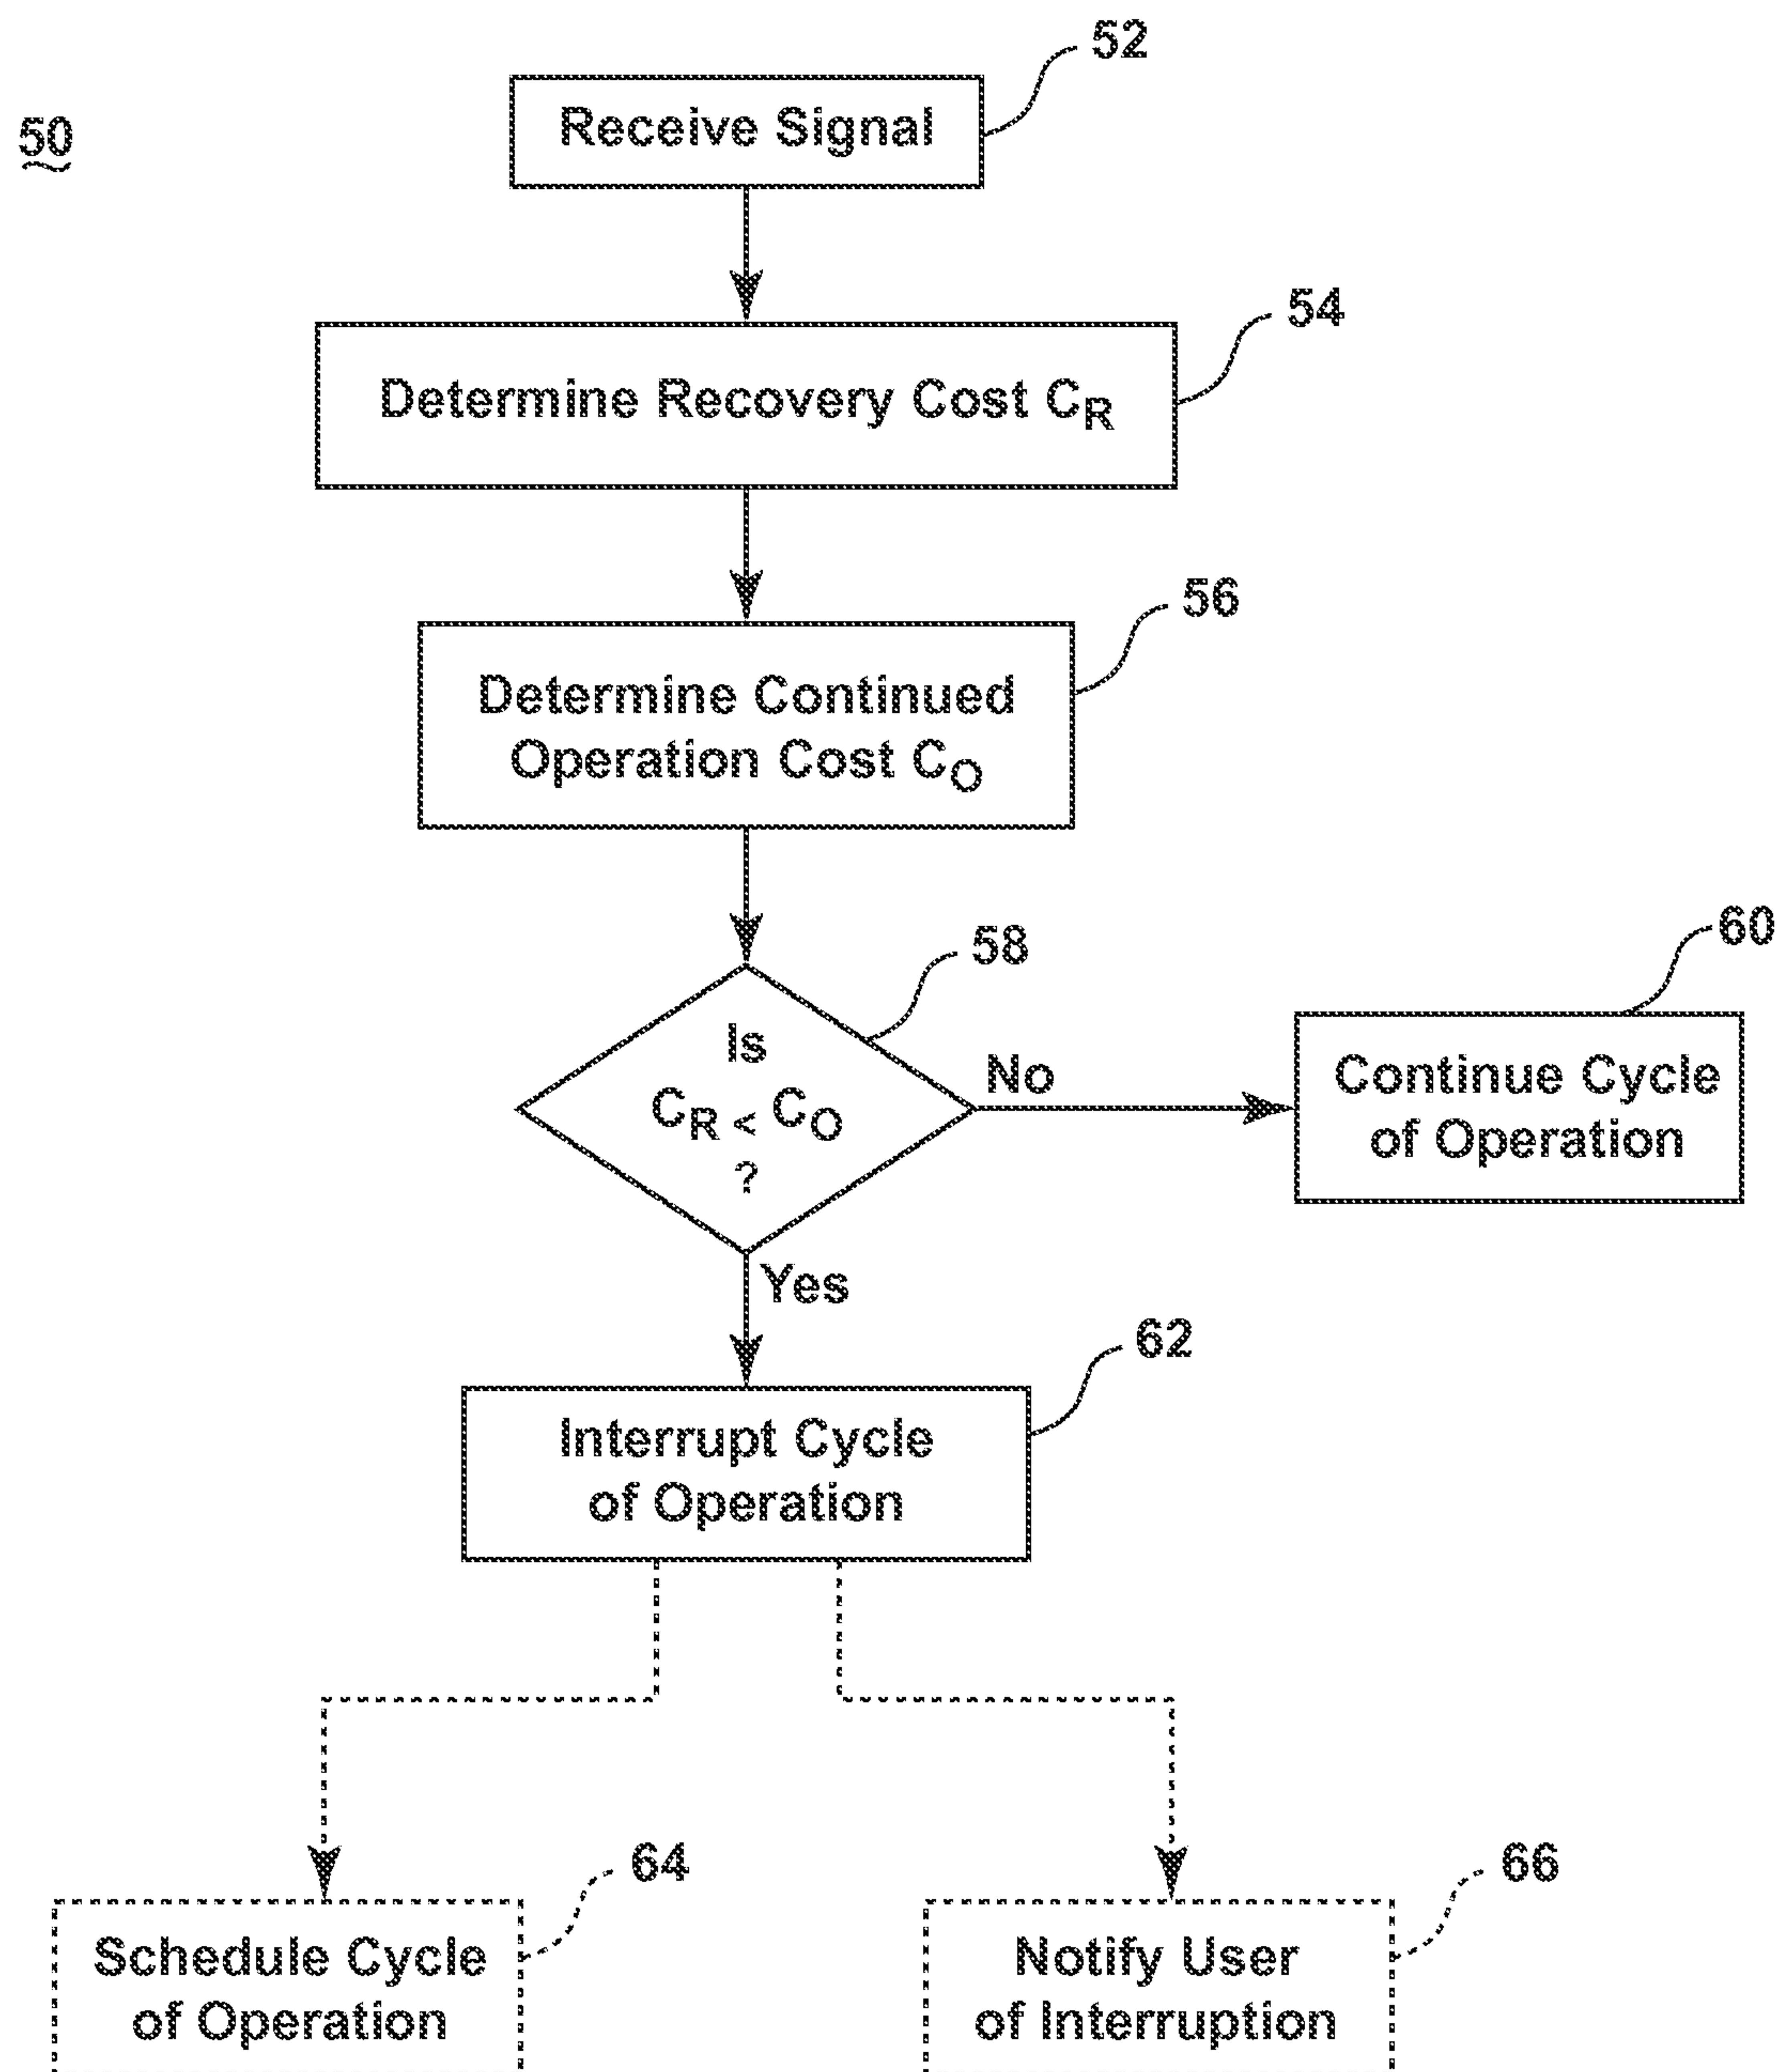 52
50
Receive Signal
54
Determine Recovery Cost CR
56
Determine Continued
Operation Cost CO
58
60
Is
CR < CO
?
No
Continue Cycle
of Operation
Yes
62
Interrupt Cycle
of Operation
64
66
Schedule Cycle
of Operation
Notify User
of Interruption